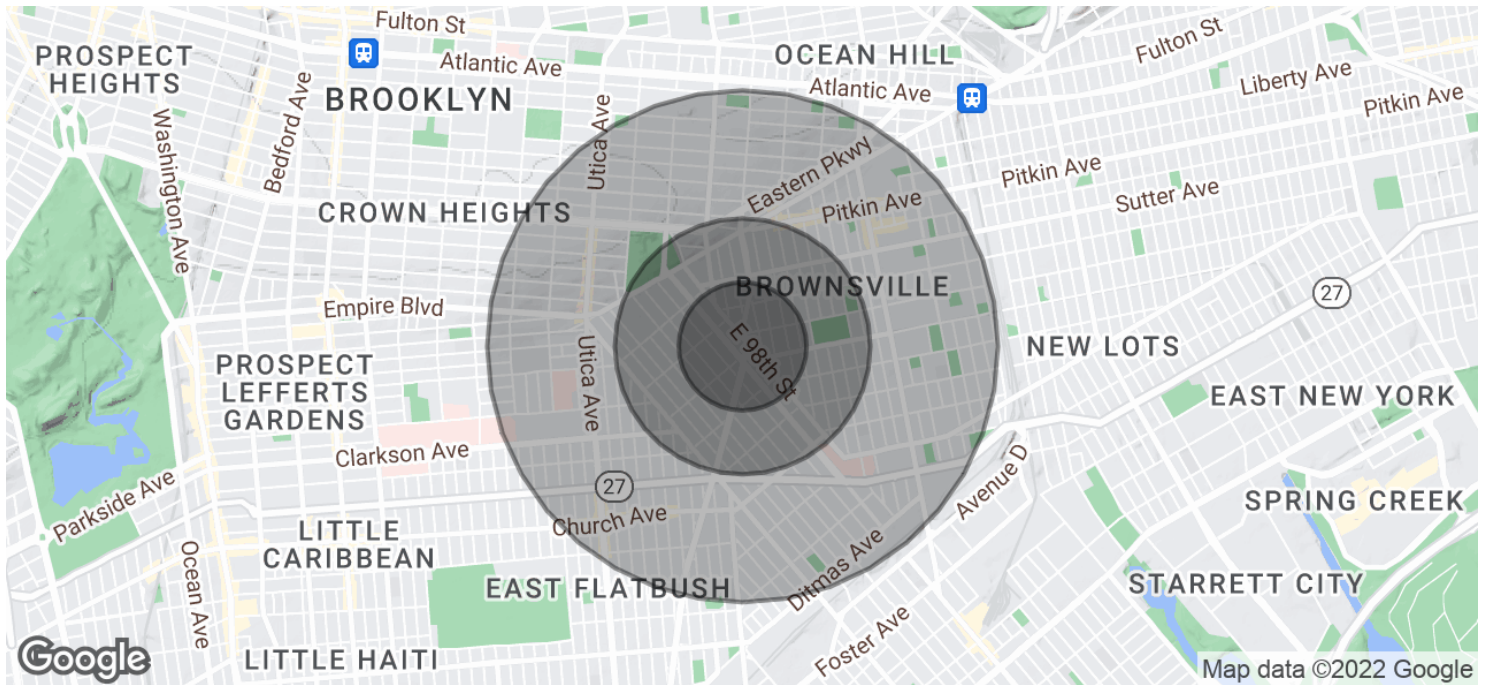 Fulton St
PROSPECT
HEIGHTS
Atlantic Ave
OCEAN HILL
Fulton St
Liberty Ave
Pitkin Ave
BROOKLYN
Atlantic Ave
Bedford Ave
Washington Ave
Utica Ave
Eastern Pkwy
Pitkin Ave
Pitkin Ave
Sutter Ave
CROWN HEIGHTS
BROWNSVILLE
27
Empire Blvd
E 98th St
NEW LOTS
PROSPECT
LEFFERTS
GARDENS
Utica Ave
EAST NEW YORK
Clarkson Ave
27
Avenue D
SPRING CREEK
Parkside Ave
Church Ave
LITTLE
CARIBBEAN
Ocean Ave
EAST FLATBUSH
Ditmas Ave
STARRETT CITY
Foster Ave
LITTLE HAITI
Google
Map data ©2022 Google